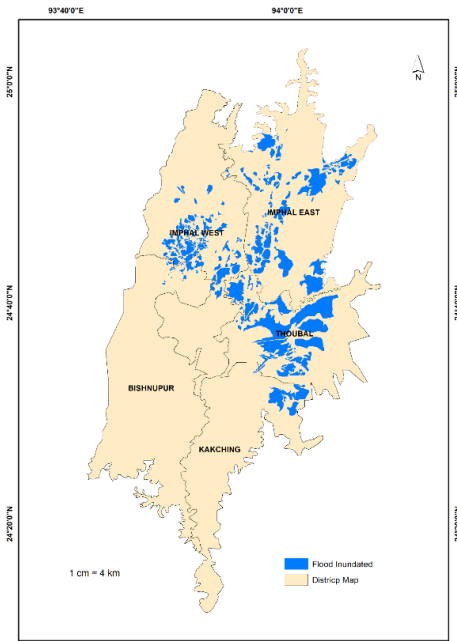 93°40'0"E 94°0'0"E
25°0'0"N
N
IMPHAL EAST
IMPHAL WEST
24°40'0"N
THOUBAL
BISHNUPUR
KAKCHING
24°20'0"N
Flood Inundated
1 cm = 4 km
Districp Map